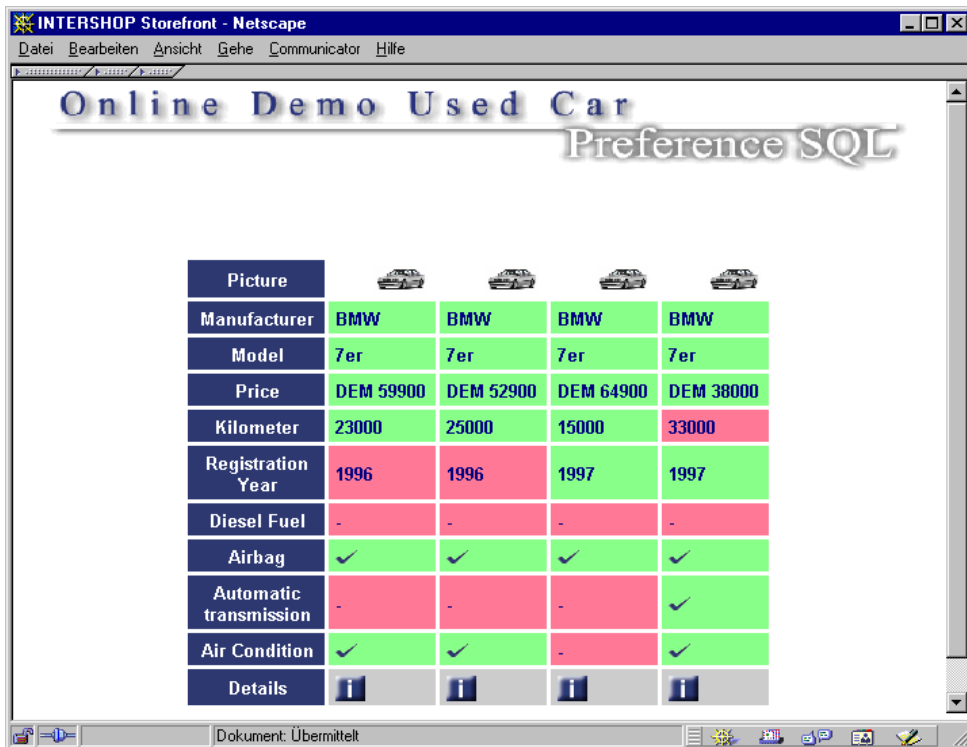 INTERSHOP Storefront - Netscape
Datei Bearbeiten Ansicht Gehe Communicator Hilfe
Online Demo Used Car
Preference SQL
Picture
Manufacturer BMW BMW BMW BMW
Model 7er 7er 7er 7er
Price DEM 59900 DEM 52900 DEM 64900 DEM 38000
Kilometer 23000 25000 15000 33000
Registration
Year 1996 1996 1997 1997
Diesel Fuel - - - -
Airbag ✓ ✓ ✓ ✓
Automatic
transmission - - - ✓
Air Condition ✓ ✓ - ✓
Details i i i i
Dokument: Übermittelt